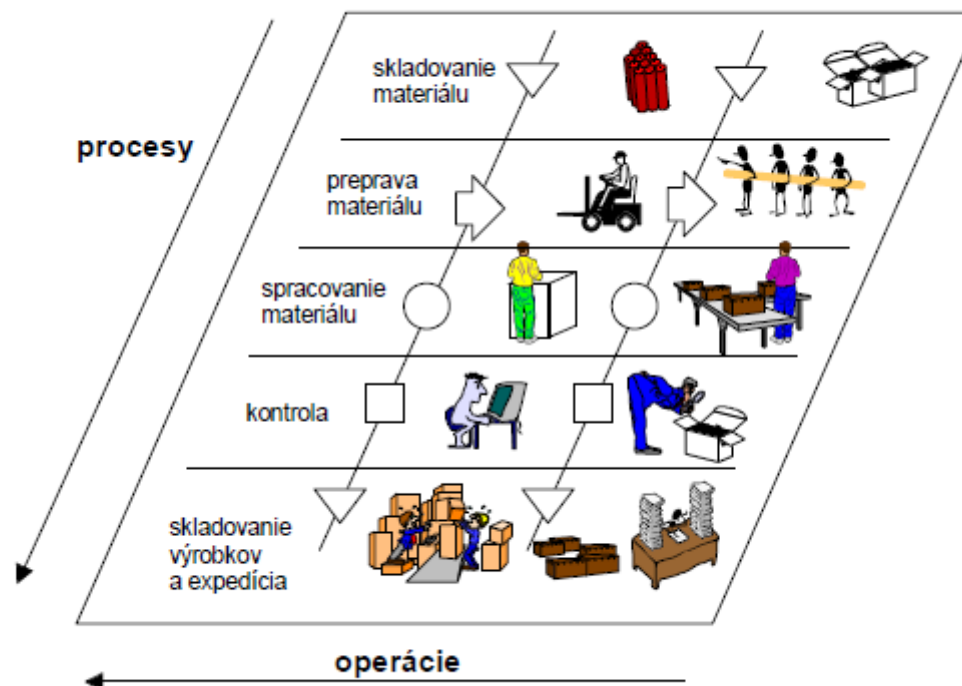 skladovanie
materiálu
procesy
preprava
materiálu
spracovanie
materiálu
kontrola
skladovanie
výrobkov
a expedícia
operácie